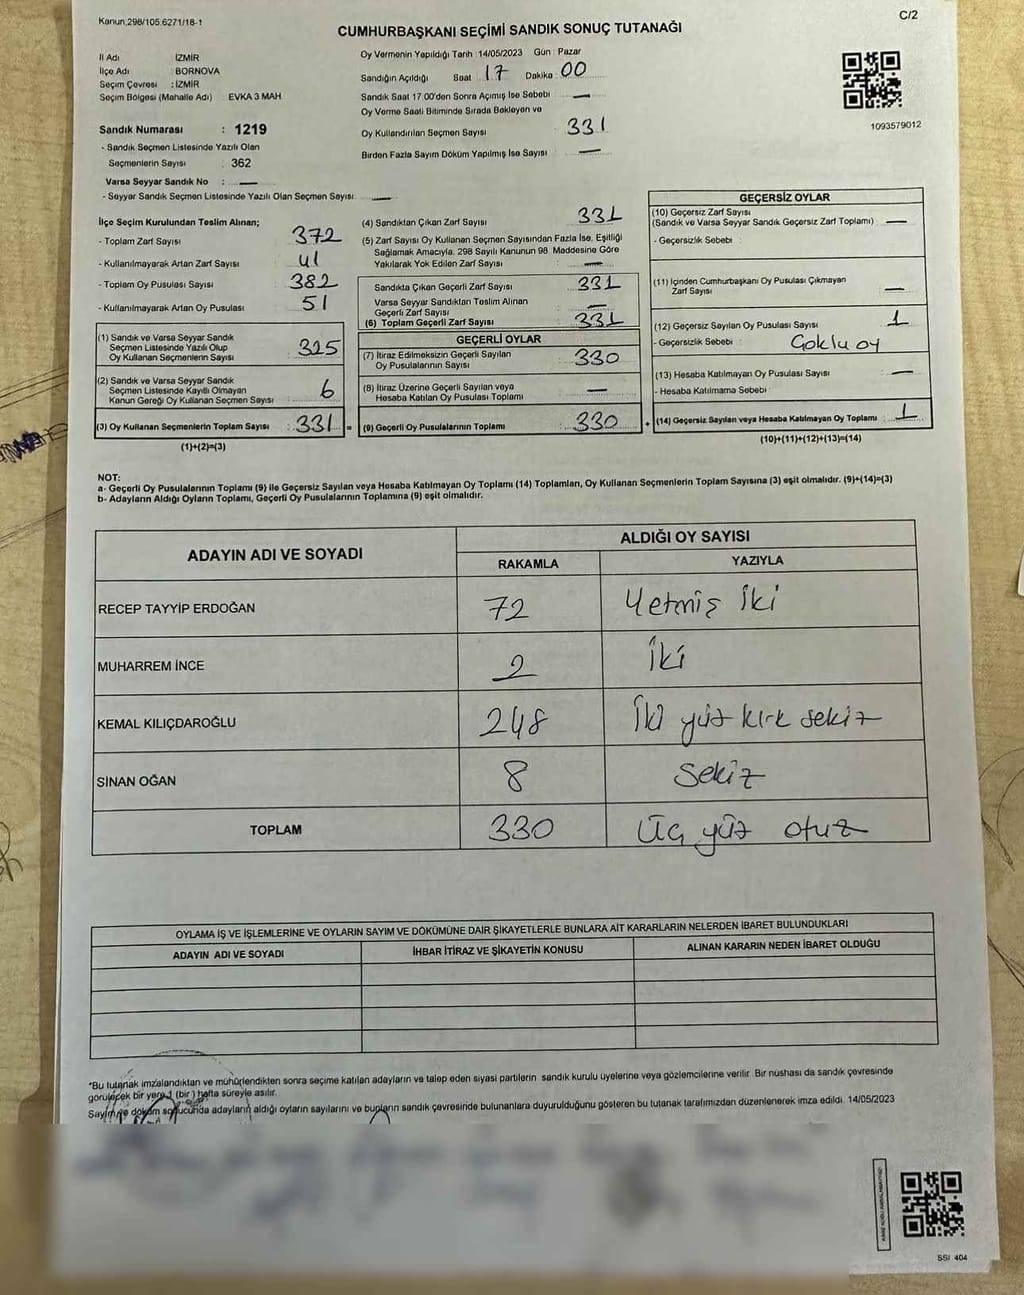 Kanun,298/105.6271/18-1
C/2
CUMHURBAŞKANI SEÇİMİ SANDIK SONUÇ TUTANAĞI
İl Adı İZMİR
İlçe Adı BORNOVA
Seçim Çevresi : İZMİR
Seçim Bölgesi (Mahalle Adı) EVKA 3 MAH.
Sandık Numarası : 1219
- Sandık Seçmen Listesinde Yazılı Olan
Seçmenlerin Sayısı 362
Varsa Seyyar Sandık No : —
- Seyyar Sandık Seçmen Listesinde Yazılı Olan Seçmen Sayısı: —
Oy Vermenin Yapıldığı Tarih : 14/05/2023 Gün : Pazar
Sandığın Açıldığı Saat 17 Dakika : 00
Sandık Saat 17:00'den Sonra Açımış İse Sebebi —
Oy Verme Saati Bitiminde Sırada Bekleyen ve
Oy Kullandırılan Seçmen Sayısı 331
Birden Fazla Sayım Döküm Yapılmış İse Sayısı —
1093579012
İlçe Seçim Kurulundan Teslim Alınan;
- Toplam Zarf Sayısı 372
- Kullanılmayarak Artan Zarf Sayısı 41
- Toplam Oy Pusulası Sayısı 382
- Kullanılmayarak Artan Oy Pusulası 51
(1) Sandık ve Varsa Seyyar Sandık
Seçmen Listesinde Yazılı Olup
Oy Kullanan Seçmenlerin Sayısı 325
(2) Sandık ve Varsa Seyyar Sandık
Seçmen Listesinde Kayıtlı Olmayan
Kanun Gereği Oy Kullanan Seçmen Sayısı 6
(3) Oy Kullanan Seçmenlerin Toplam Sayısı 331 =
(1)+(2)=(3)
(4) Sandıktan Çıkan Zarf Sayısı 331
(5) Zarf Sayısı Oy Kullanan Seçmen Sayısından Fazla İse, Eşitliği
Sağlamak Amacıyla, 298 Sayılı Kanunun 98 Maddesine Göre
Yakılarak Yok Edilen Zarf Sayısı —
Sandıkta Çıkan Geçerli Zarf Sayısı 331
Varsa Seyyar Sandıktan Teslim Alınan
Geçerli Zarf Sayısı —
(6) Toplam Geçerli Zarf Sayısı 331
GEÇERLİ OYLAR
(7) İtiraz Edilmeksizin Geçerli Sayılan
Oy Pusulalarının Sayısı 330
(8) İtiraz Üzerine Geçerli Sayılan veya
Hesaba Katılan Oy Pusulası Toplamı —
(9) Geçerli Oy Pusulalarının Toplamı 330 +
GEÇERSİZ OYLAR
(10) Geçersiz Zarf Sayısı
(Sandık ve Varsa Seyyar Sandık Geçersiz Zarf Toplamı) —
- Geçersizlik Sebebi :
(11) İçinden Cumhurbaşkanı Oy Pusulası Çıkmayan
Zarf Sayısı —
(12) Geçersiz Sayılan Oy Pusulası Sayısı 1
- Geçersizlik Sebebi : Çoklu oy
(13) Hesaba Katılmayan Oy Pusulası Sayısı —
- Hesaba Katılmama Sebebi :
(14) Geçersiz Sayılan veya Hesaba Katılmayan Oy Toplamı 1
(10)+(11)+(12)+(13)=(14)
NOT:
a- Geçerli Oy Pusulalarının Toplamı (9) ile Geçersiz Sayılan veya Hesaba Katılmayan Oy Toplamı (14) Toplamları, Oy Kullanan Seçmenlerin Toplam Sayısına (3) eşit olmalıdır. (9)+(14)=(3)
b- Adayların Aldığı Oyların Toplamı, Geçerli Oy Pusulalarının Toplamına (9) eşit olmalıdır.
ADAYIN ADI VE SOYADI ALDIĞI OY SAYISI
RAKAMLA YAZIYLA
RECEP TAYYİP ERDOĞAN 72 Yetmiş iki
MUHARREM İNCE 2 İki
KEMAL KILIÇDAROĞLU 248 İki yüz kırk sekiz
SİNAN OĞAN 8 Sekiz
TOPLAM 330 Üç yüz otuz
OYLAMA İŞ VE İŞLEMLERİNE VE OYLARIN SAYIM VE DÖKÜMÜNE DAİR ŞİKAYETLERLE BUNLARA AİT KARARLARIN NELERDEN İBARET BULUNDUKLARI
ADAYIN ADI VE SOYADI İHBAR İTİRAZ VE ŞİKAYETİN KONUSU ALINAN KARARIN NEDEN İBARET OLDUĞU
*Bu tutanak imzalandıktan ve mühürlendikten sonra seçime katılan adayların ve talep eden siyasi partilerin sandık kurulu üyelerine veya gözlemcilerine verilir. Bir nüshası da sandık çevresinde
görülecek bir yere 1 (bir) hafta süreyle asılır.
Sayım ve döküm sonucunda adayların aldığı oyların sayılarını ve bunların sandık çevresinde bulunanlara duyurulduğunu gösteren bu tutanak tarafımızdan düzenlenerek imza edildi. 14/05/2023
SSI 404